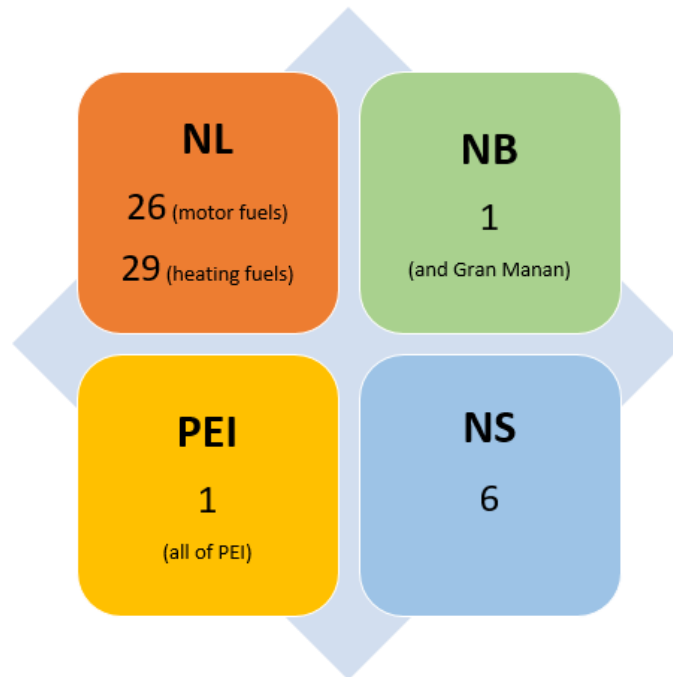 NL
26 (motor fuels)
29 (heating fuels)
NB
1
(and Gran Manan)
PEI
1
(all of PEI)
NS
6